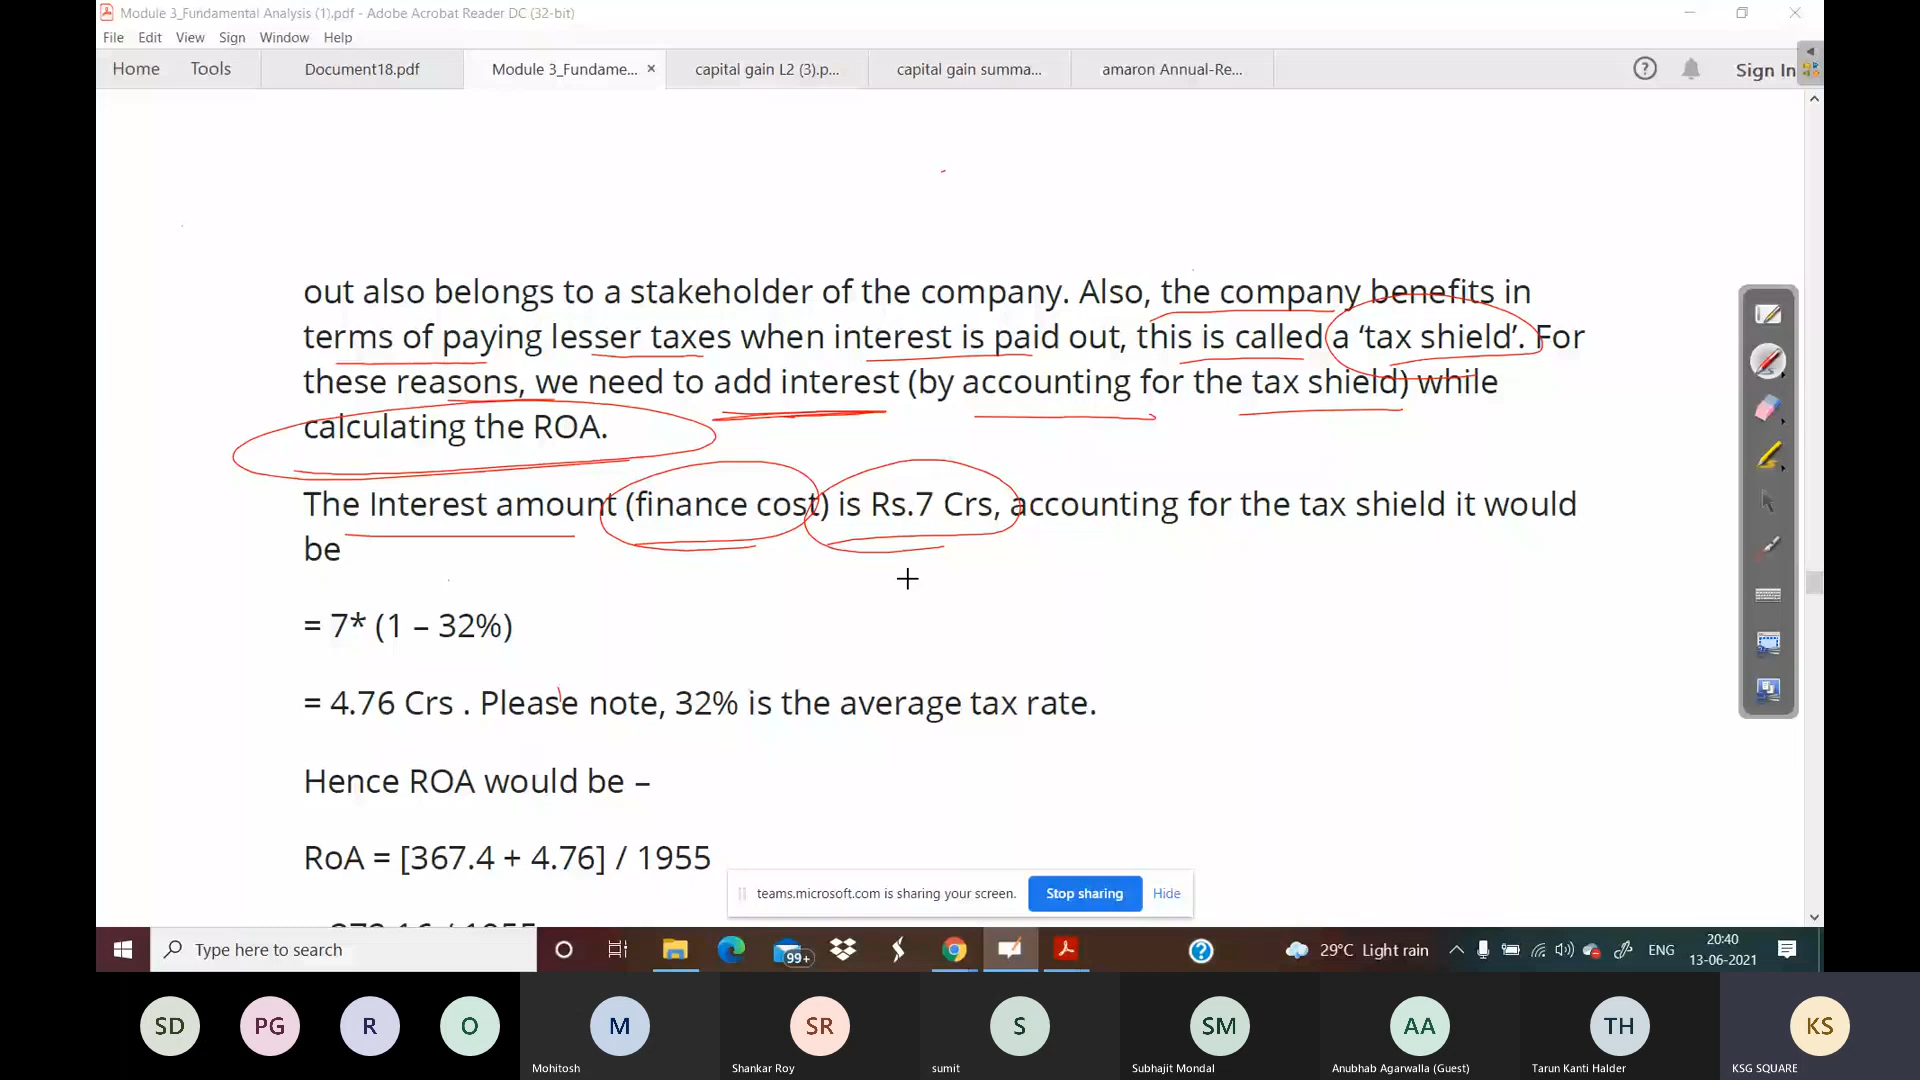 Module 3_Fundamental Analysis (1).pdf - Adobe Acrobat Reader DC (32-bit)
File Edit View Sign Window Help
Home Tools Document18.pdf Module 3_Fundame... × capital gain L2 (3).p... capital gain summa... amaron Annual-Re... Sign In
out also belongs to a stakeholder of the company. Also, the company benefits in
terms of paying lesser taxes when interest is paid out, this is called a ‘tax shield’. For
these reasons, we need to add interest (by accounting for the tax shield) while
calculating the ROA.
The Interest amount (finance cost) is Rs.7 Crs, accounting for the tax shield it would
be
= 7* (1 – 32%)
= 4.76 Crs . Please note, 32% is the average tax rate.
Hence ROA would be –
RoA = [367.4 + 4.76] / 1955
teams.microsoft.com is sharing your screen. Stop sharing Hide
Type here to search
99+
29°C Light rain
ENG
20:40
13-06-2021
SD PG R O M SR S SM AA TH KS
Mohitosh Shankar Roy sumit Subhajit Mondal Anubhab Agarwalla (Guest) Tarun Kanti Halder KSG SQUARE